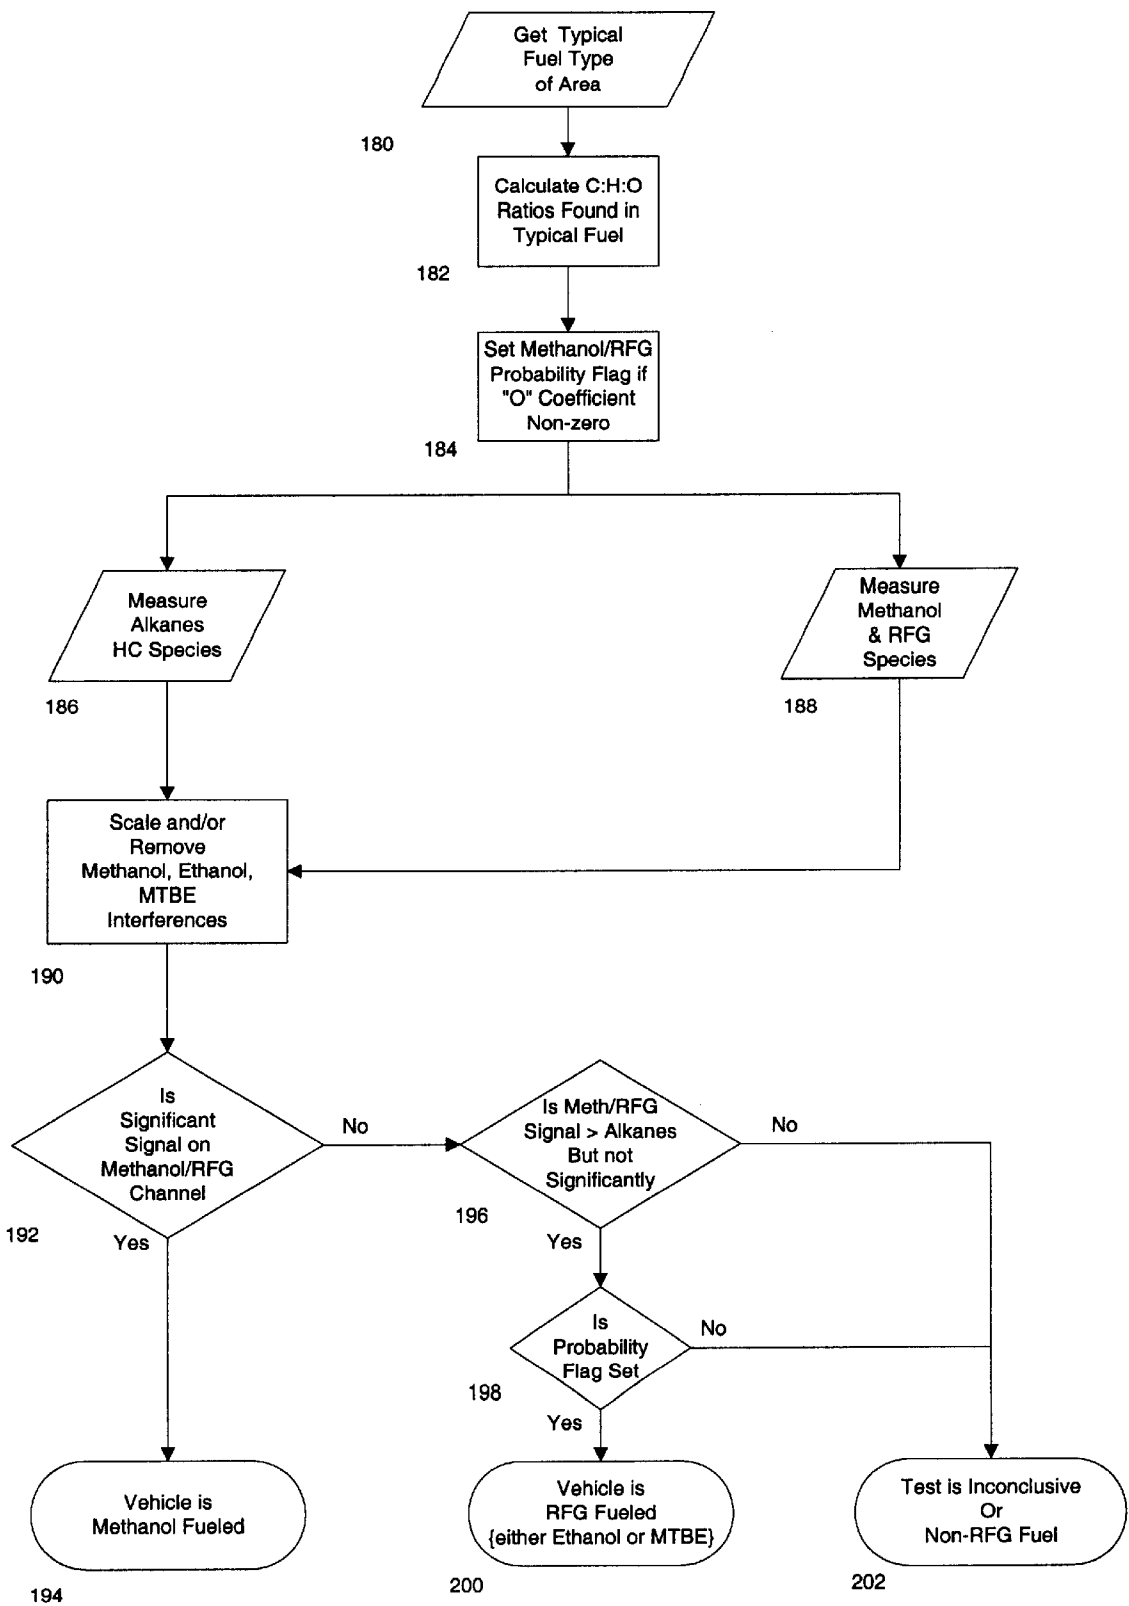 Get Typical
Fuel Type
of Area
180
Calculate C:H:O
Ratios Found in
Typical Fuel
182
Set Methanol/RFG
Probability Flag if
"O" Coefficient
Non-zero
184
Measure
Alkanes
HC Species
186
Measure
Methanol
& RFG
Species
188
Scale and/or
Remove
Methanol, Ethanol,
MTBE
Interferences
190
Is
Significant
Signal on
Methanol/RFG
Channel
192
No
Yes
Is Meth/RFG
Signal > Alkanes
But not
Significantly
196
No
Yes
Is
Probability
Flag Set
198
No
Yes
Vehicle is
Methanol Fueled
194
Vehicle is
RFG Fueled
{either Ethanol or MTBE}
200
Test is Inconclusive
Or
Non-RFG Fuel
202